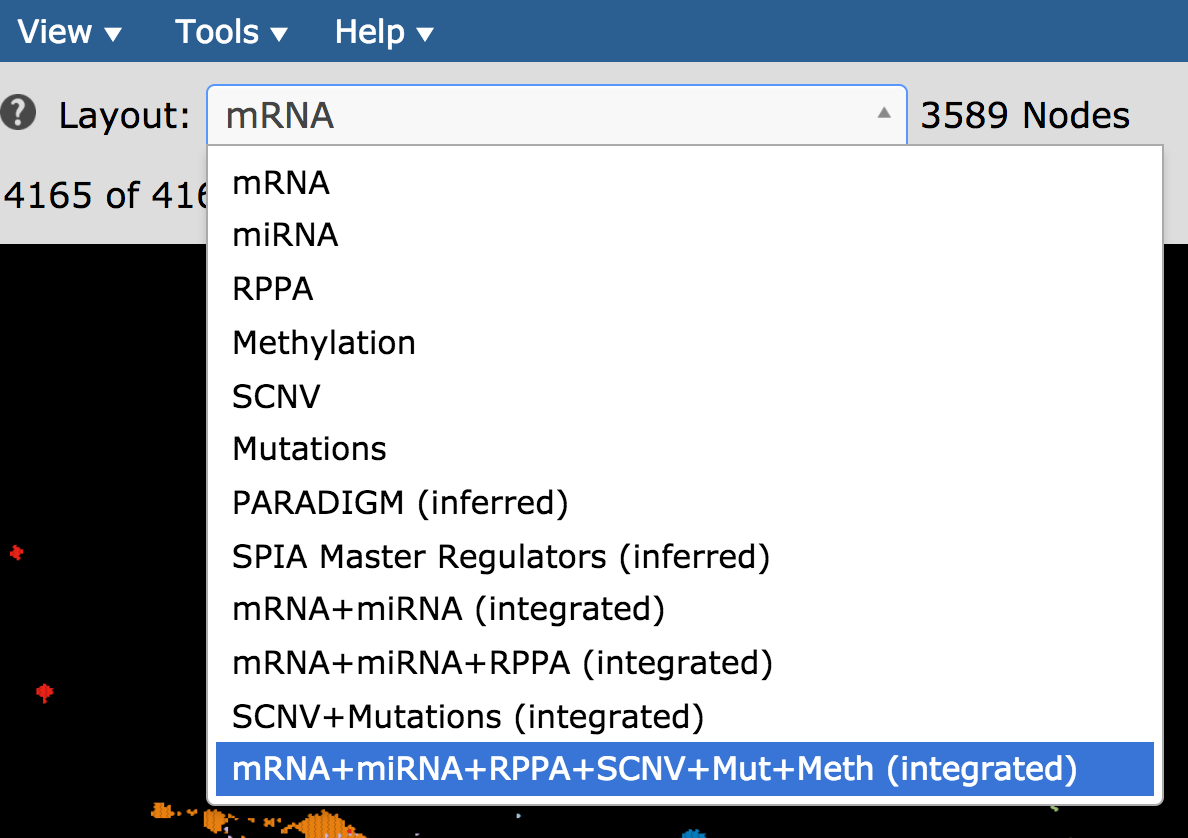 View ▼ Tools ▼ Help ▼
? Layout: mRNA ▲ 3589 Nodes
4165 of
mRNA
miRNA
RPPA
Methylation
SCNV
Mutations
PARADIGM (inferred)
SPIA Master Regulators (inferred)
mRNA+miRNA (integrated)
mRNA+miRNA+RPPA (integrated)
SCNV+Mutations (integrated)
mRNA+miRNA+RPPA+SCNV+Mut+Meth (integrated)